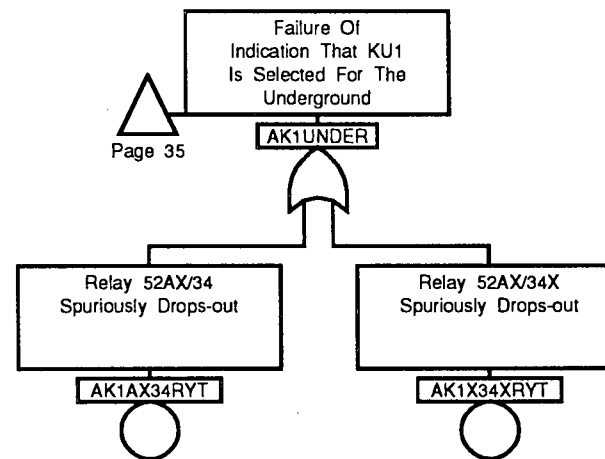 Failure Of
Indication That KU1
Is Selected For The
Underground
Page 35
AK1UNDER
Relay 52AX/34
Spuriously Drops-out
Relay 52AX/34X
Spuriously Drops-out
AK1AX34RYT
AK1X34XRYT